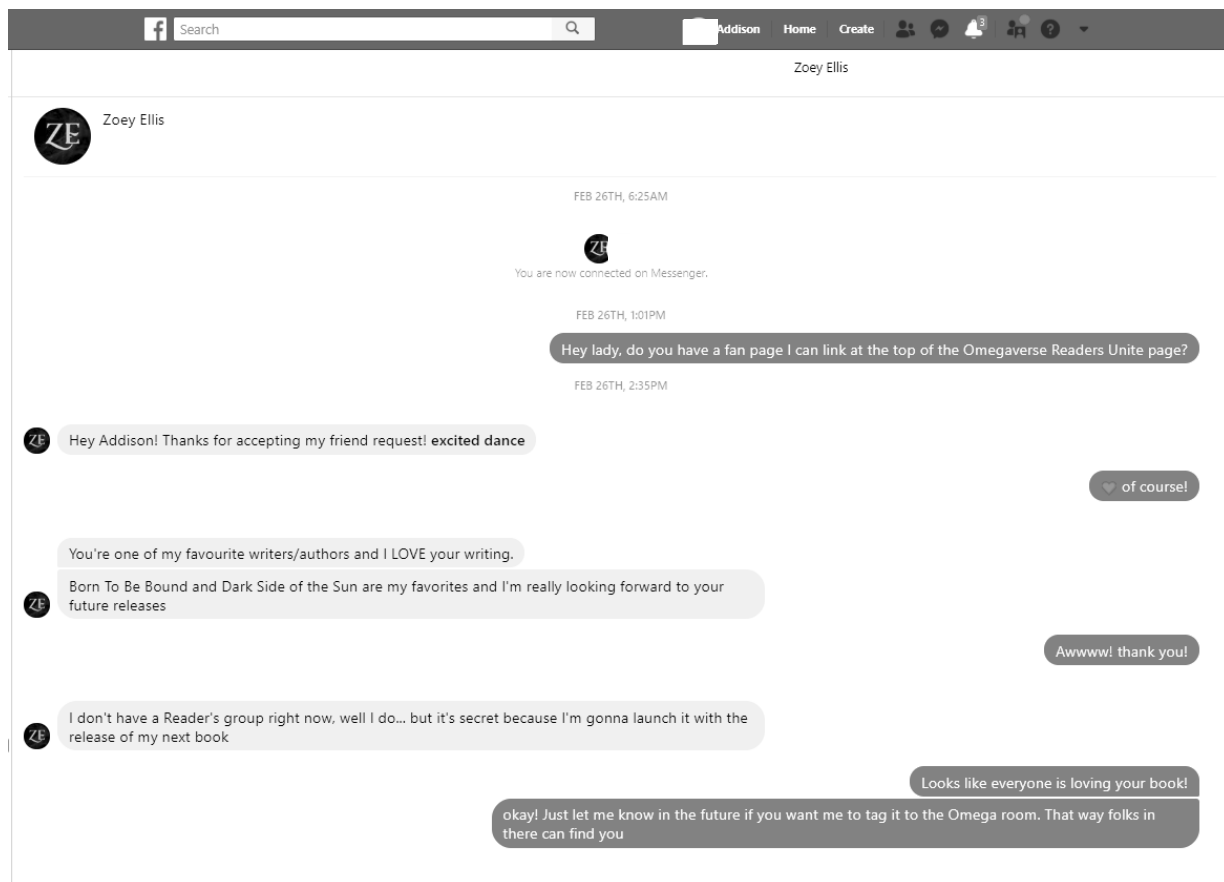 f Search Addison Home Create 3 ?
Zoey Ellis
ZE Zoey Ellis
FEB 26TH, 6:25AM
ZE
You are now connected on Messenger.
FEB 26TH, 1:01PM
Hey lady, do you have a fan page I can link at the top of the Omegaverse Readers Unite page?
FEB 26TH, 2:35PM
ZE Hey Addison! Thanks for accepting my friend request! excited dance
of course!
You're one of my favourite writers/authors and I LOVE your writing.
Born To Be Bound and Dark Side of the Sun are my favorites and I'm really looking forward to your
ZE future releases
Awwww! thank you!
I don't have a Reader's group right now, well I do... but it's secret because I'm gonna launch it with the
ZE release of my next book
Looks like everyone is loving your book!
okay! Just let me know in the future if you want me to tag it to the Omega room. That way folks in
there can find you